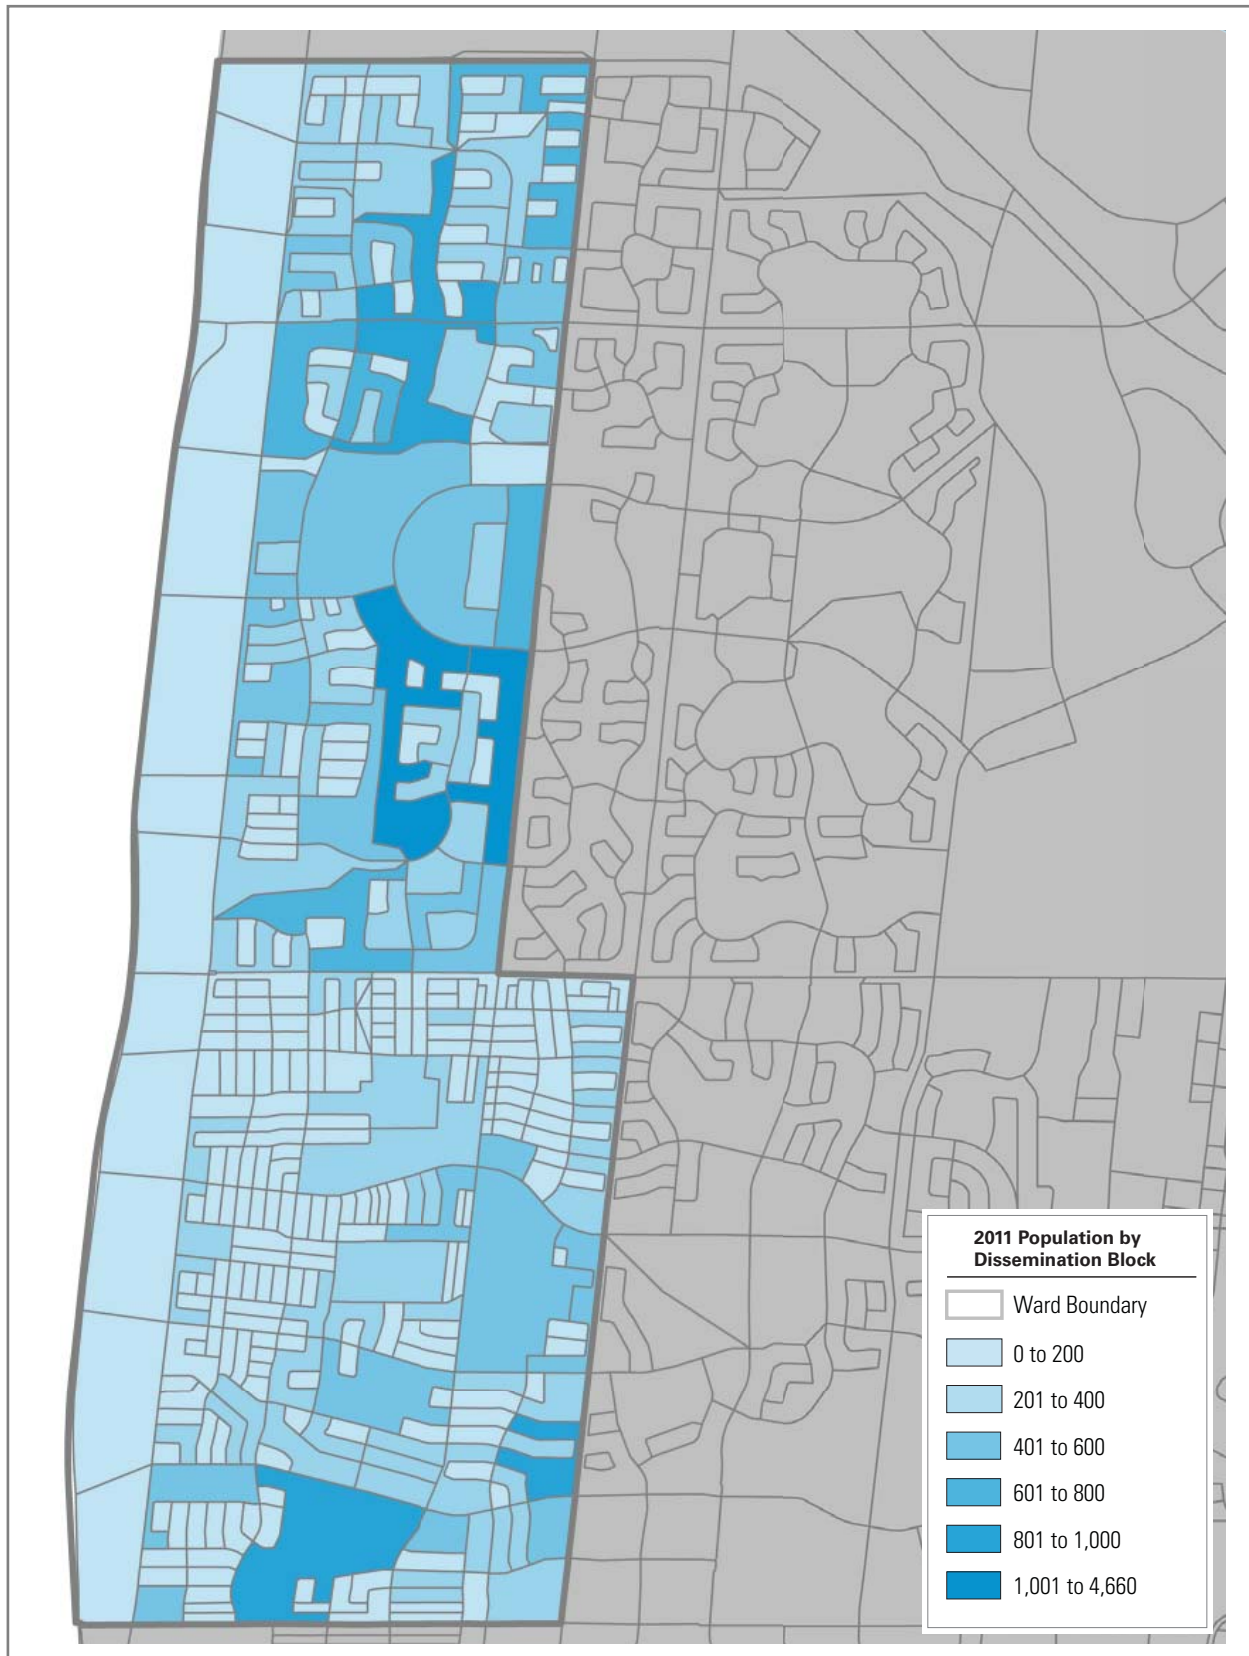 2011 Population by
Dissemination Block
Ward Boundary
0 to 200
201 to 400
401 to 600
601 to 800
801 to 1,000
1,001 to 4,660